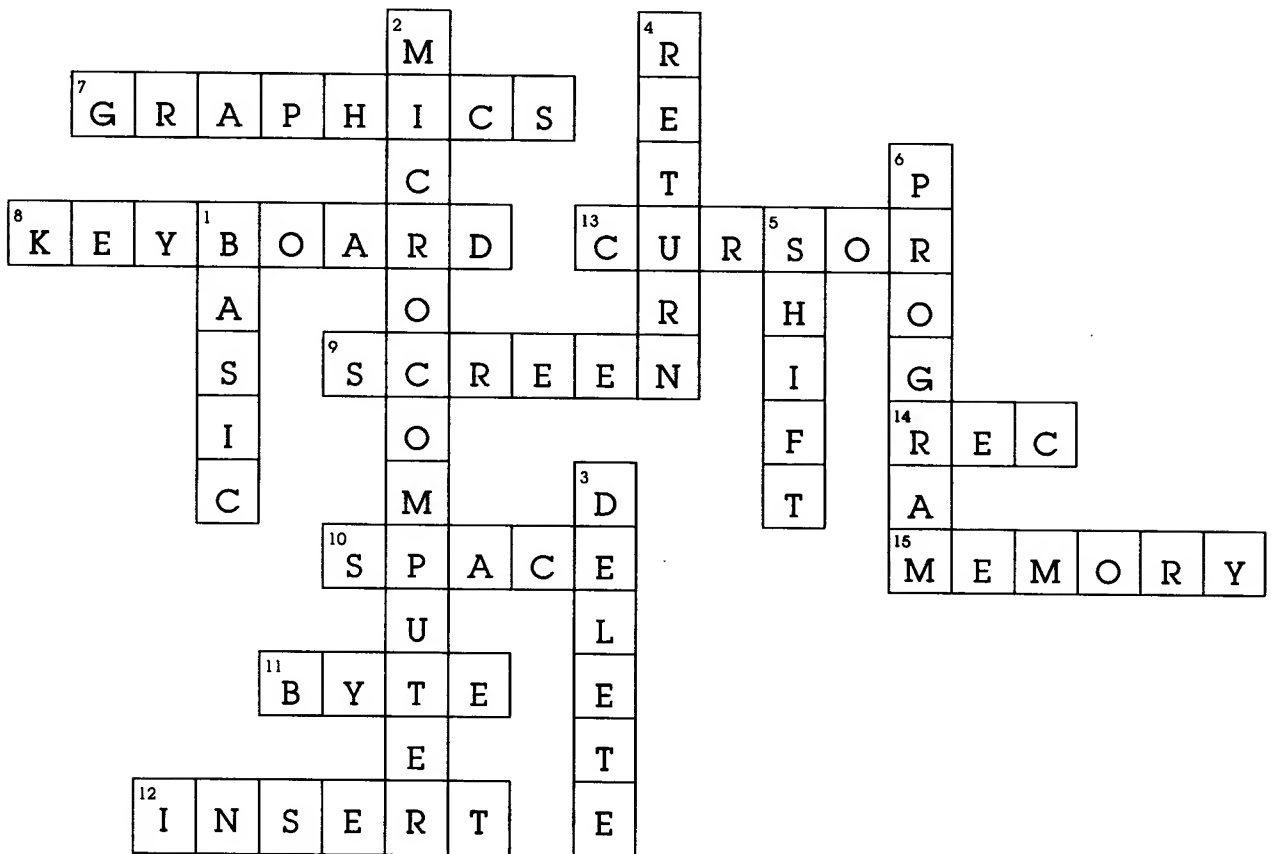 2 4
M R
7
G R A P H I C S E
6
C T P
8 1 13 5
K E Y B O A R D C U R S O R
A O R H O
9
S S C R E E N I G
14
I O F R E C
3
C M D T A
10 15
S P A C E M E M O R Y
U L
11
B Y T E E
E T
12
I N S E R T E